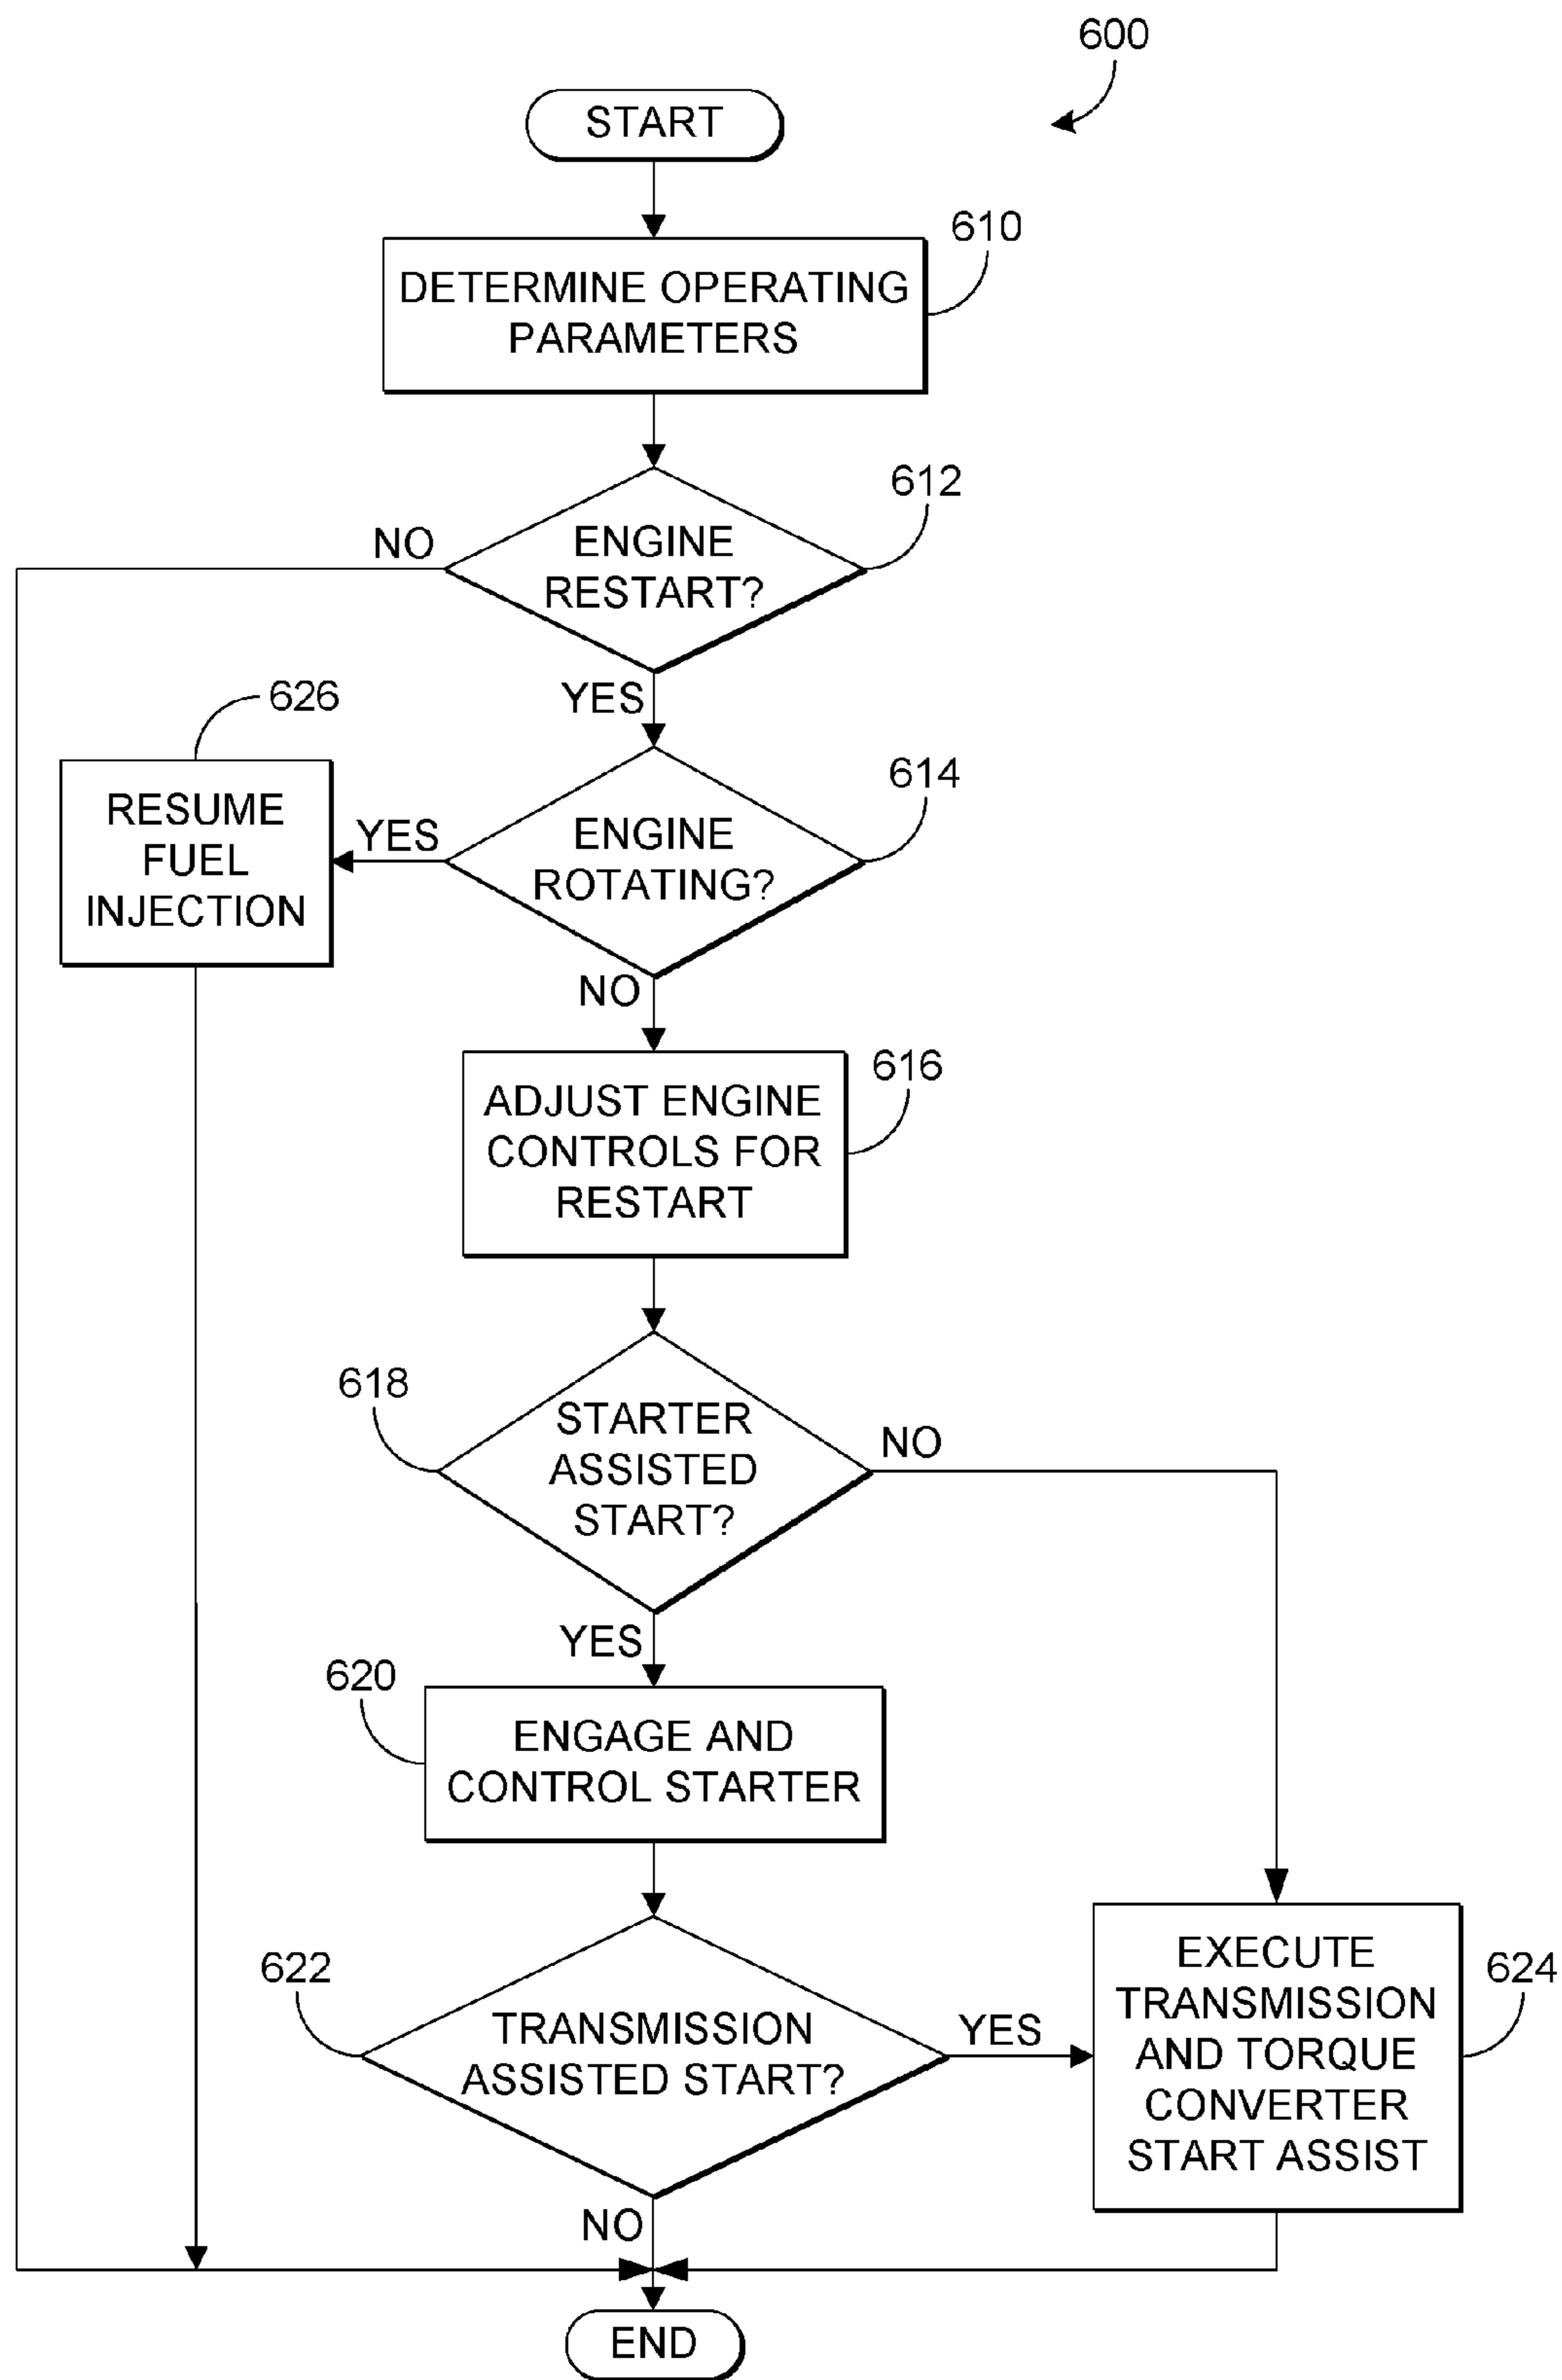 600
START
610
DETERMINE OPERATING
PARAMETERS
612
NO
ENGINE
RESTART?
YES
626
614
RESUME
FUEL
INJECTION
YES
ENGINE
ROTATING?
NO
616
ADJUST ENGINE
CONTROLS FOR
RESTART
618
STARTER
ASSISTED
START?
NO
YES
620
ENGAGE AND
CONTROL STARTER
622
TRANSMISSION
ASSISTED START?
YES
EXECUTE
TRANSMISSION
AND TORQUE
CONVERTER
START ASSIST
624
NO
END